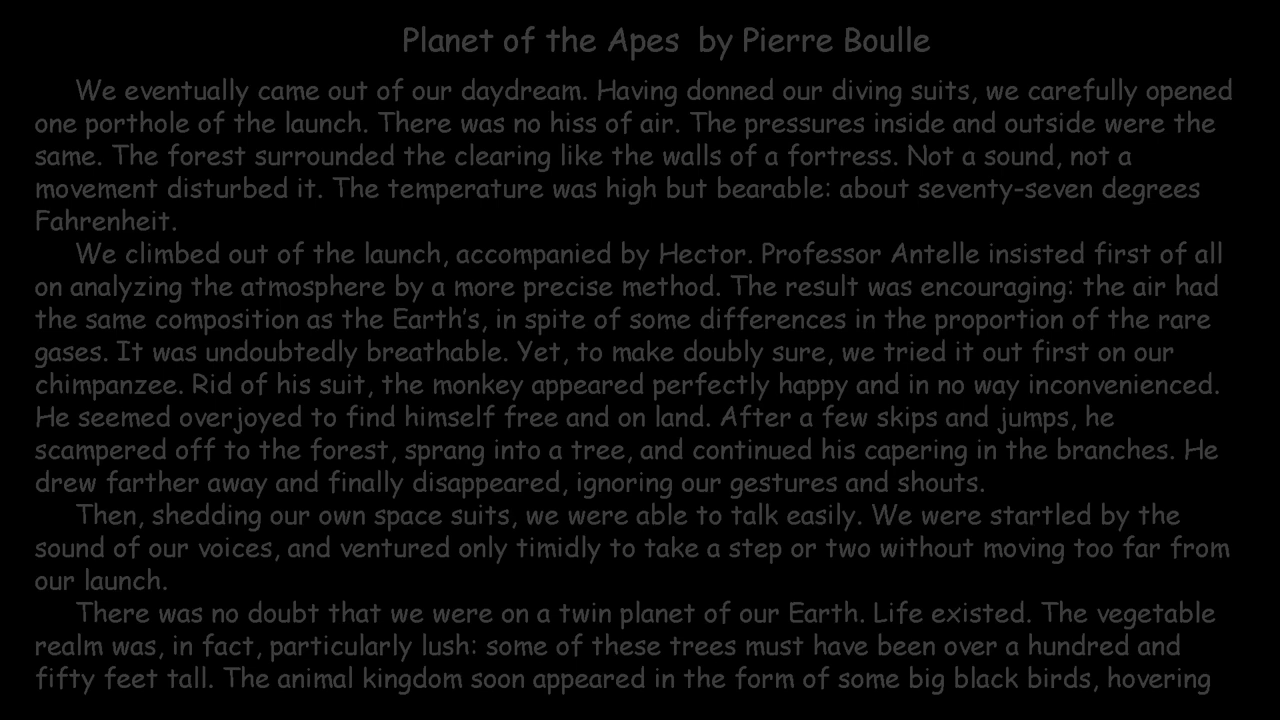 Planet of the Apes  by Pierre Boulle
We eventually came out of our daydream. Having donned our diving suits, we carefully opened
one porthole of the launch. There was no hiss of air. The pressures inside and outside were the
same. The forest surrounded the clearing like the walls of a fortress. Not a sound, not a
movement disturbed it. The temperature was high but bearable: about seventy-seven degrees
Fahrenheit.
We climbed out of the launch, accompanied by Hector. Professor Antelle insisted first of all
on analyzing the atmosphere by a more precise method. The result was encouraging: the air had
the same composition as the Earth's, in spite of some differences in the proportion of the rare
gases. It was undoubtedly breathable. Yet, to make doubly sure, we tried it out first on our
chimpanzee. Rid of his suit, the monkey appeared perfectly happy and in no way inconvenienced.
He seemed overjoyed to find himself free and on land. After a few skips and jumps, he
scampered off to the forest, sprang into a tree, and continued his capering in the branches. He
drew farther away and finally disappeared, ignoring our gestures and shouts.
Then, shedding our own space suits, we were able to talk easily. We were startled by the
sound of our voices, and ventured only timidly to take a step or two without moving too far from
our launch.
There was no doubt that we were on a twin planet of our Earth. Life existed. The vegetable
realm was, in fact, particularly lush: some of these trees must have been over a hundred and
fifty feet tall. The animal kingdom soon appeared in the form of some big black birds, hovering